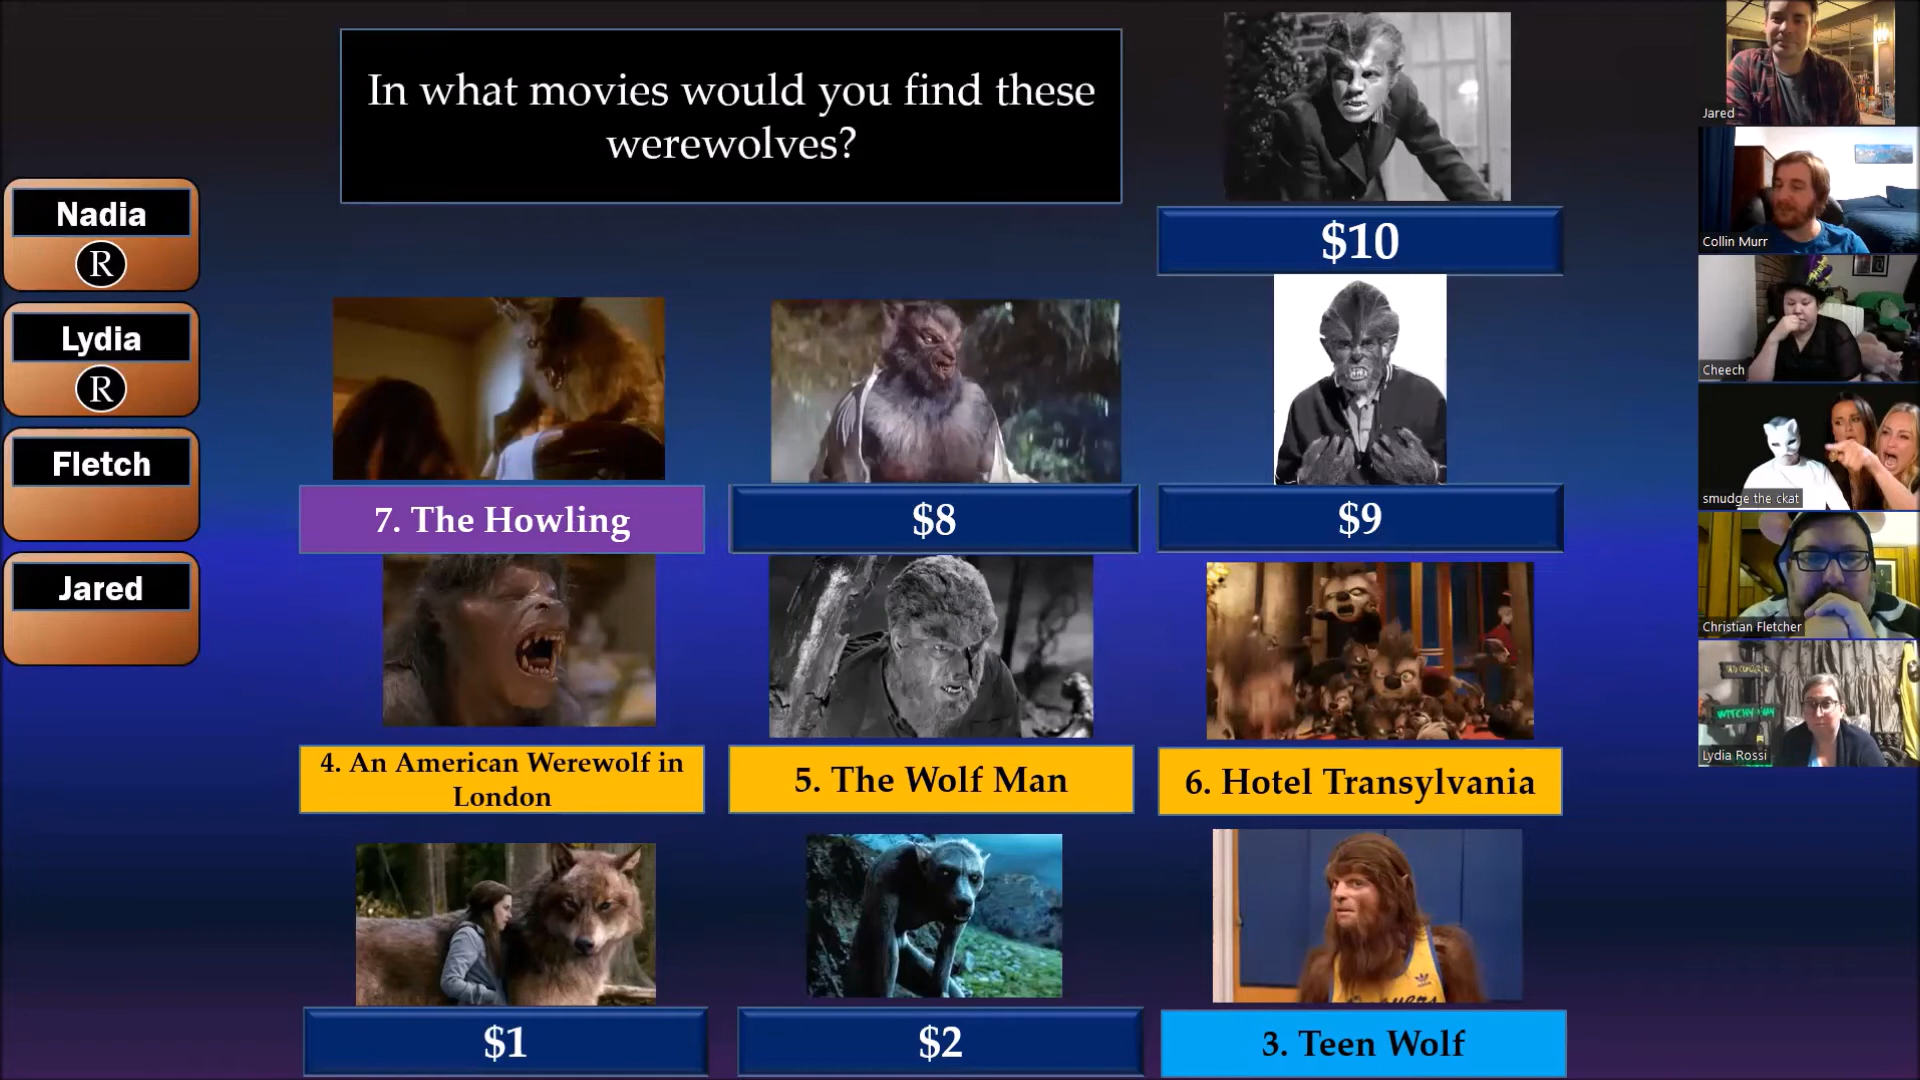 In what movies would you find these
werewolves?
$10
Nadia
R
Lydia
R
Fletch
Jared
7. The Howling
$8
$9
4. An American Werewolf in
London
5. The Wolf Man
6. Hotel Transylvania
$1
$2
3. Teen Wolf
Jared
Collin Murr
Cheech
smudge the ckat
Christian Fletcher
WITCHY WAY
Lydia Rossi